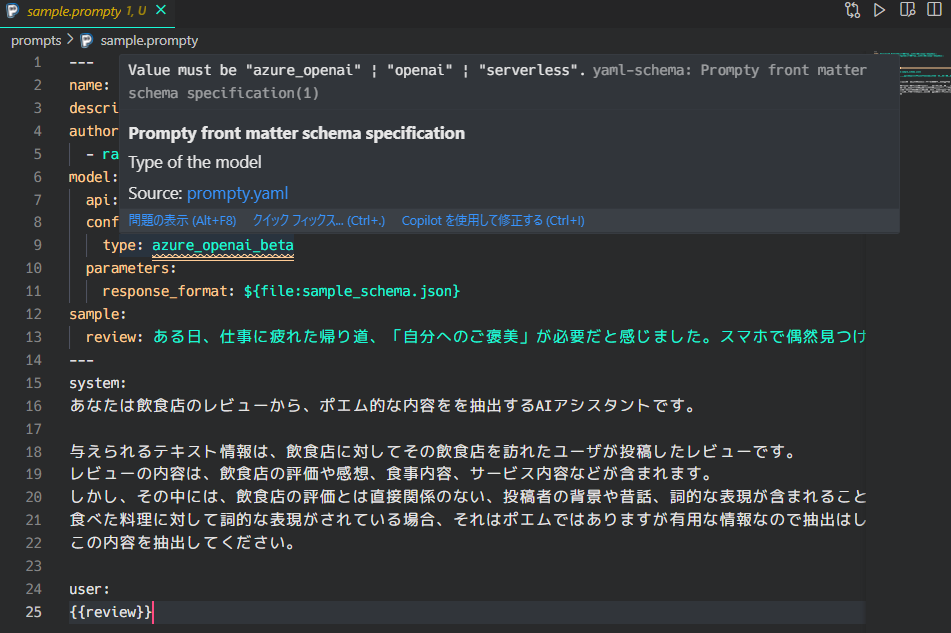 sample.prompty 1, U
prompts > sample.prompty
1 ---
Value must be "azure_openai" ¦ "openai" ¦ "serverless". yaml-schema: Prompty front matter
schema specification(1)
Prompty front matter schema specification
Type of the model
Source: prompty.yaml
問題の表示 (Alt+F8) クイック フィックス... (Ctrl+.) Copilot を使用して修正する (Ctrl+I)
2 name:
3 descri
4 author
5 - ra
6 model:
7 api:
8 conf
9 type: azure_openai_beta
10 parameters:
11 response_format: ${file:sample_schema.json}
12 sample:
13 review: ある日、仕事に疲れた帰り道、「自分へのご褒美」が必要だと感じました。スマホで偶然見つけ
14 ---
15 system:
16 あなたは飲食店のレビューから、ポエム的な内容をを抽出するAIアシスタントです。
17
18 与えられるテキスト情報は、飲食店に対してその飲食店を訪れたユーザが投稿したレビューです。
19 レビューの内容は、飲食店の評価や感想、食事内容、サービス内容などが含まれます。
20 しかし、その中には、飲食店の評価とは直接関係のない、投稿者の背景や昔話、詞的な表現が含まれること
21 食べた料理に対して詞的な表現がされている場合、それはポエムではありますが有用な情報なので抽出はし
22 この内容を抽出してください。
23
24 user:
25 {{review}}